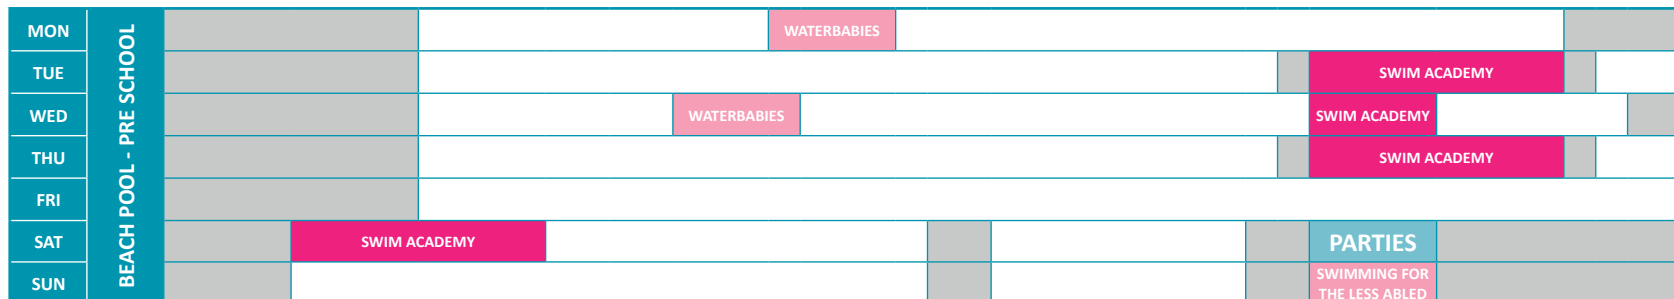 BEACH POOL - PRE SCHOOL
MON
WATERBABIES
TUE
SWIM ACADEMY
WED
WATERBABIES
SWIM ACADEMY
THU
SWIM ACADEMY
FRI
SAT
SWIM ACADEMY
PARTIES
SUN
SWIMMING FOR
THE LESS ABLED